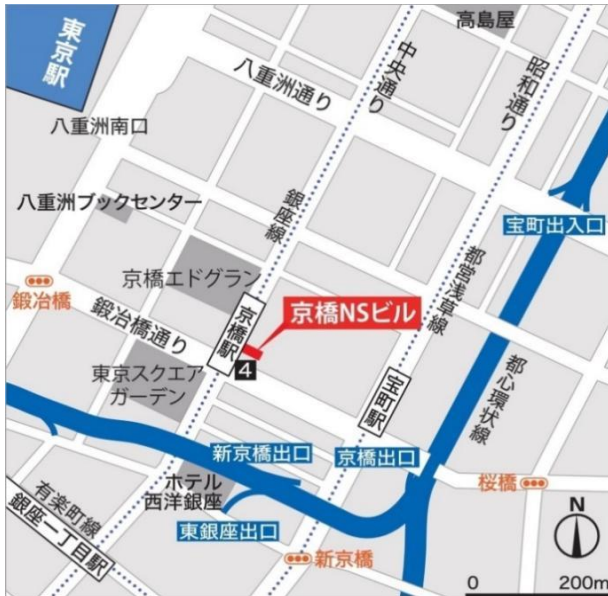 高島屋
東京駅
八重洲通り
中央通り
昭和通り
八重洲南口
八重洲ブックセンター
銀座線
宝町出入口
京橋エドグラン
都営浅草線
鍛冶橋
鍛冶橋通り
京橋駅
京橋NSビル
4
東京スクエア
ガーデン
宝町駅
都心環状線
新京橋出口
京橋出口
桜橋
ホテル
西洋銀座
有楽町線
銀座一丁目駅
東銀座出口
新京橋
N
0 200m